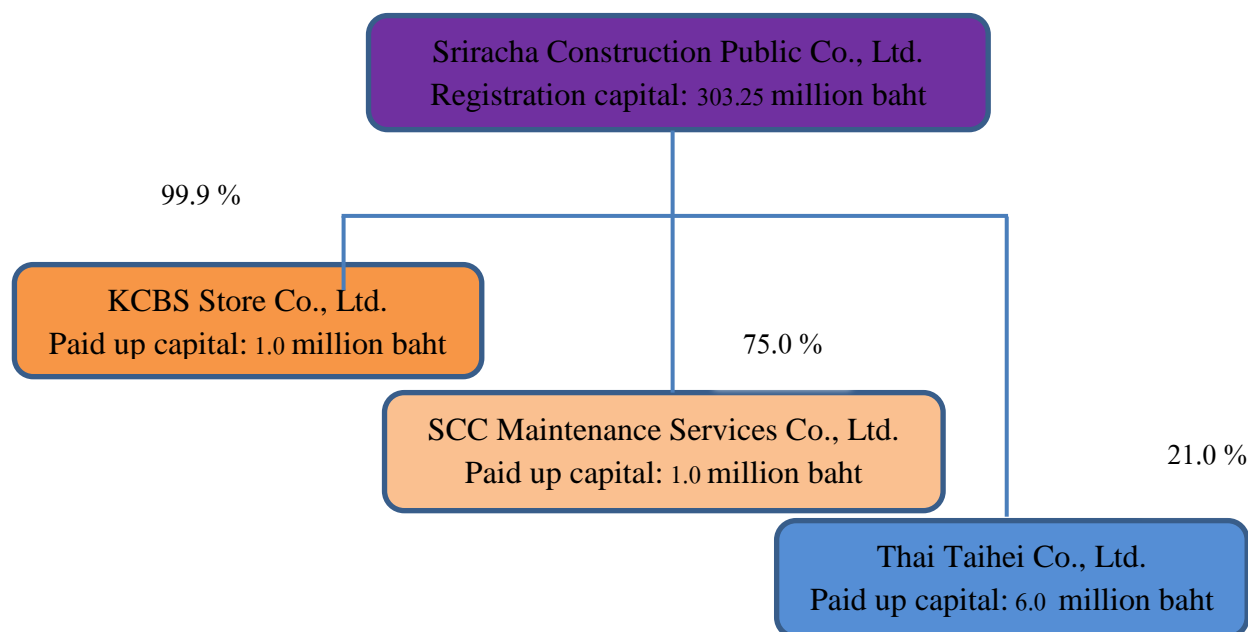 Sriracha Construction Public Co., Ltd.
Registration capital: 303.25 million baht
99.9 %
KCBS Store Co., Ltd.
Paid up capital: 1.0 million baht
75.0 %
SCC Maintenance Services Co., Ltd.
Paid up capital: 1.0 million baht
21.0 %
Thai Taihei Co., Ltd.
Paid up capital: 6.0 million baht